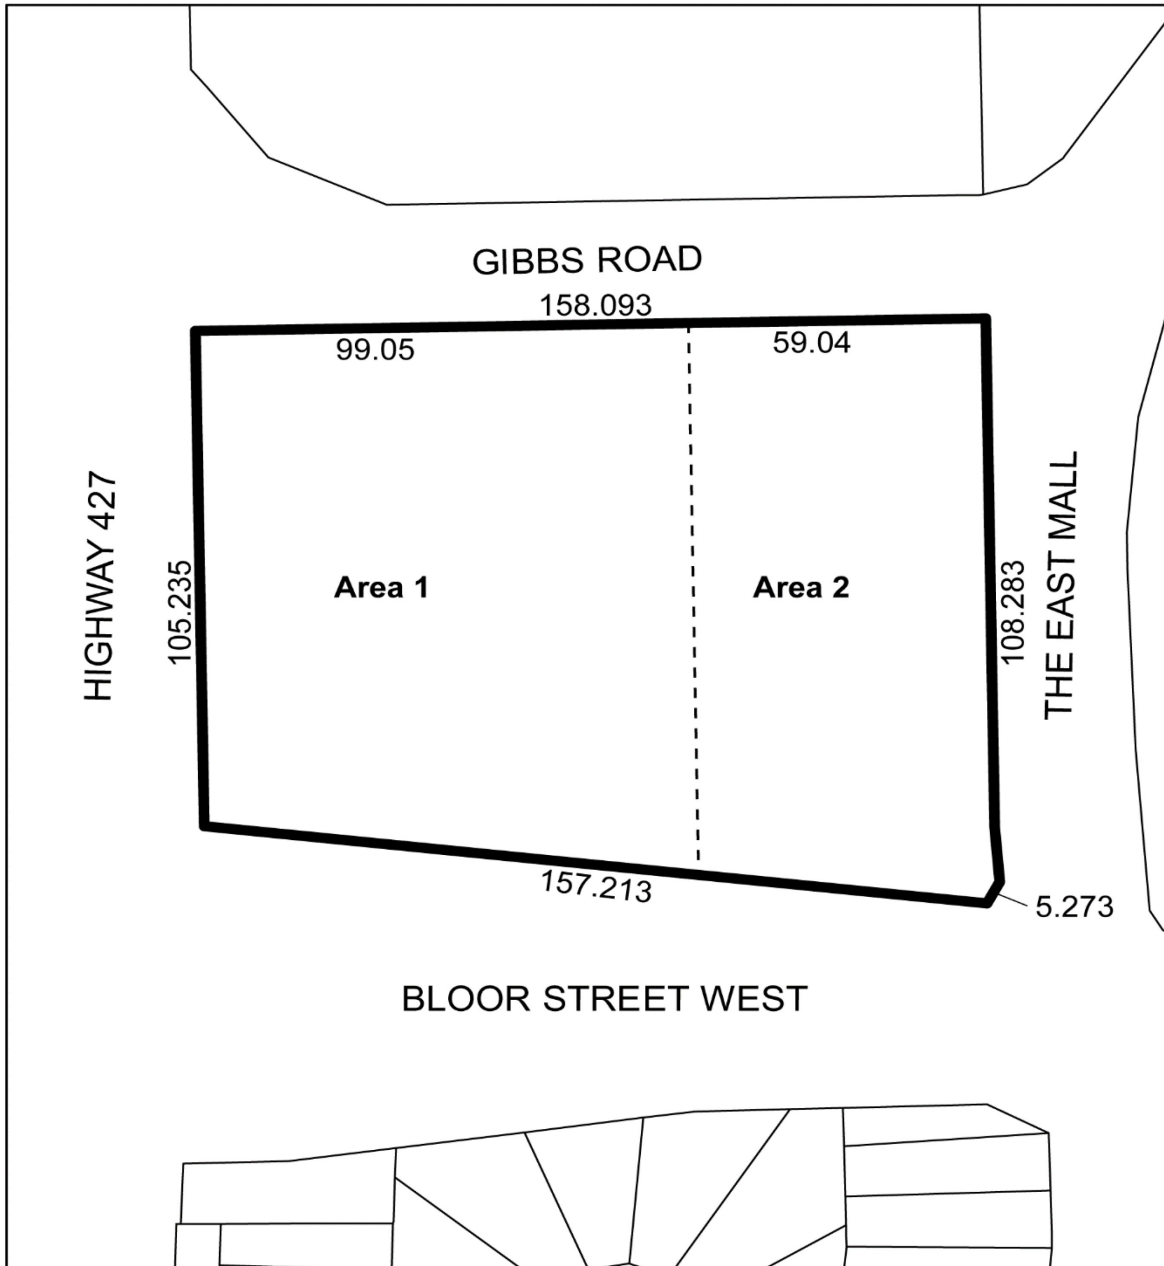 GIBBS ROAD
158.093
99.05
59.04
HIGHWAY 427
105.235
Area 1
Area 2
108.283
THE EAST MALL
157.213
5.273
BLOOR STREET WEST